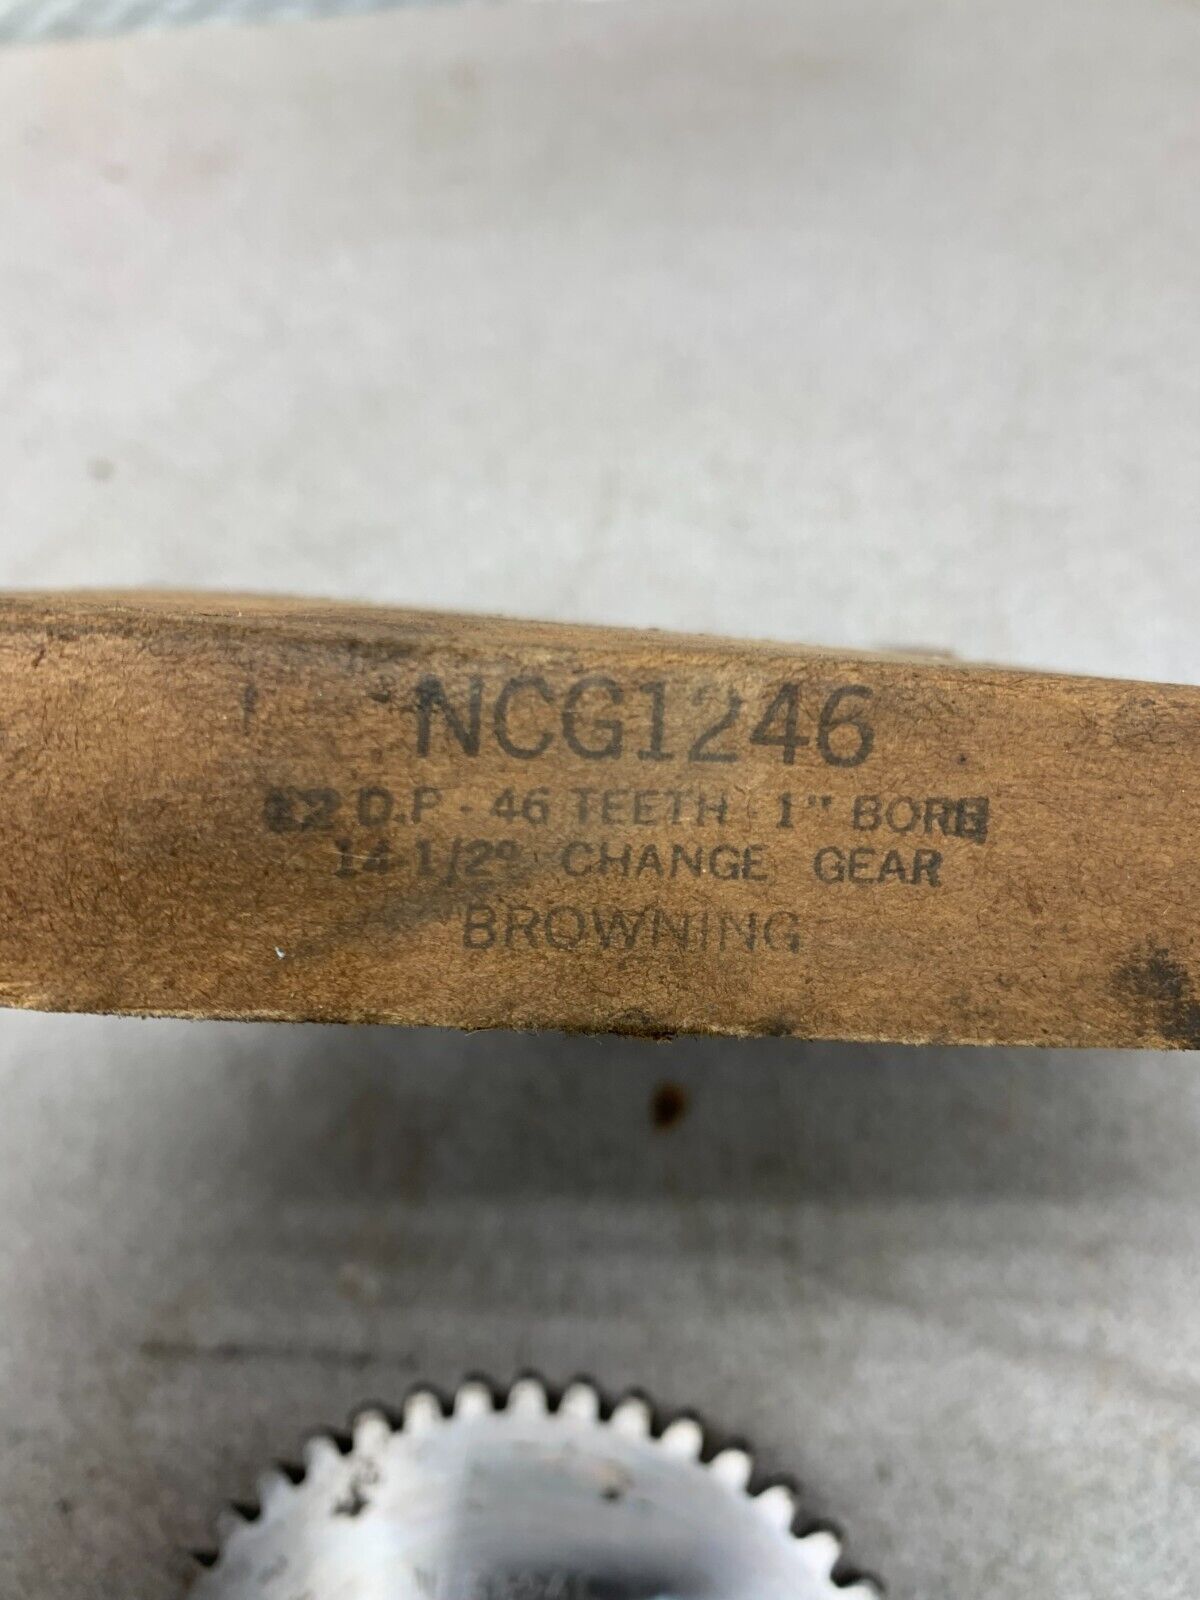 NCG1246
12 D.P - 46 TEETH 1" BORE
14-1/2° CHANGE GEAR
BROWNING